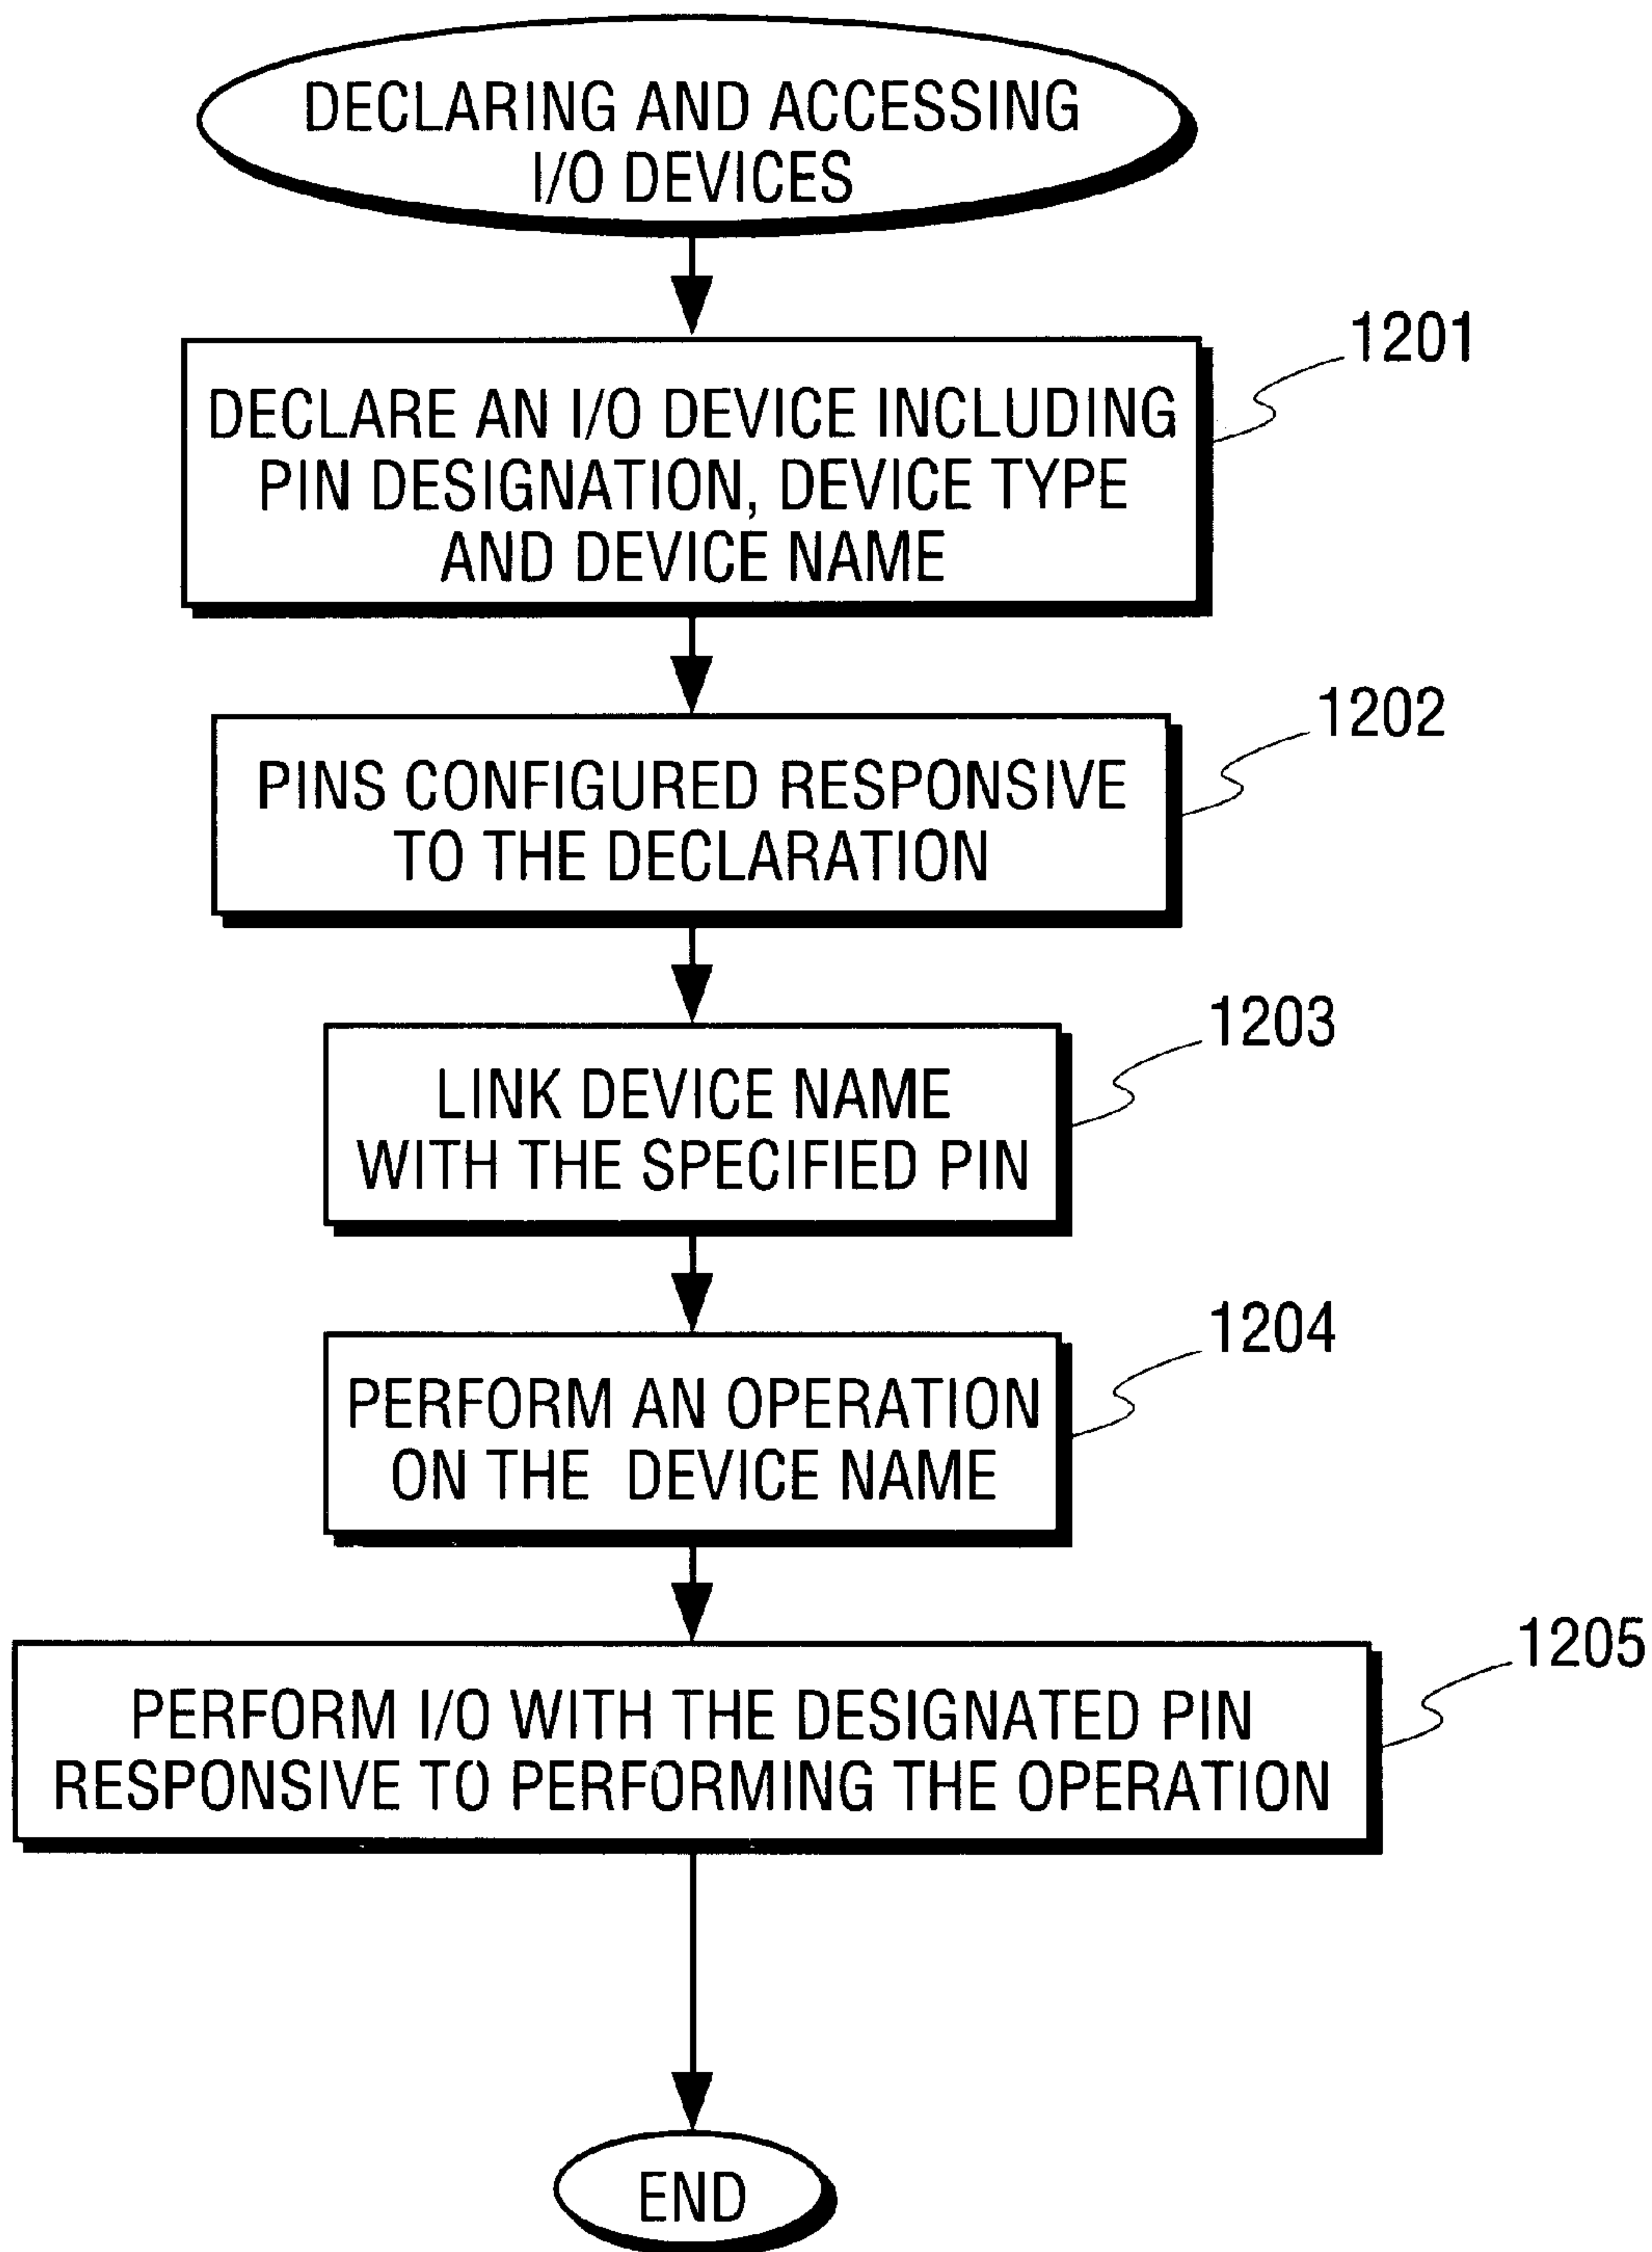 DECLARING AND ACCESSING
I/O DEVICES
1201
DECLARE AN I/O DEVICE INCLUDING
PIN DESIGNATION, DEVICE TYPE
AND DEVICE NAME
1202
PINS CONFIGURED RESPONSIVE
TO THE DECLARATION
1203
LINK DEVICE NAME
WITH THE SPECIFIED PIN
1204
PERFORM AN OPERATION
ON THE DEVICE NAME
1205
PERFORM I/O WITH THE DESIGNATED PIN
RESPONSIVE TO PERFORMING THE OPERATION
END